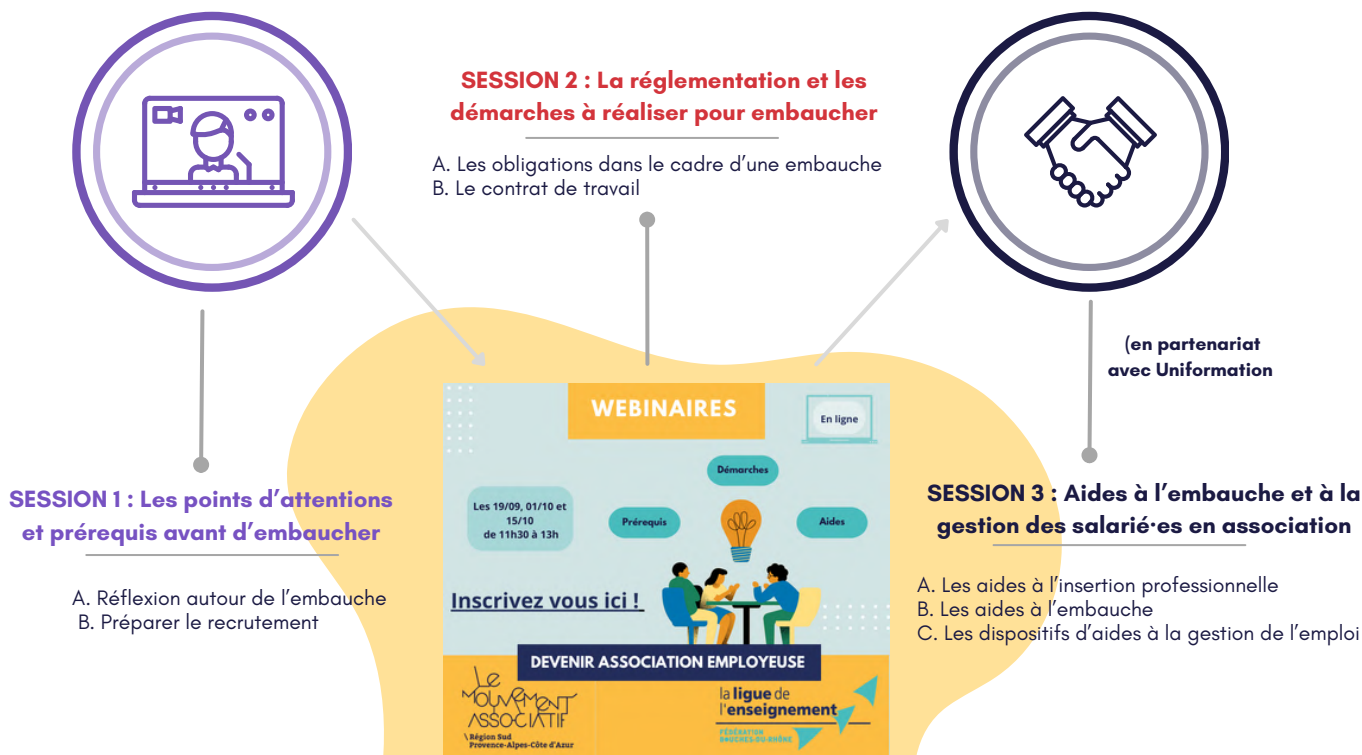 SESSION 2 : La réglementation et les
démarches à réaliser pour embaucher
A. Les obligations dans le cadre d’une embauche
B. Le contrat de travail
(en partenariat
avec Uniformation
SESSION 1 : Les points d’attentions
et prérequis avant d’embaucher
A. Réflexion autour de l’embauche
B. Préparer le recrutement
WEBINAIRES
En ligne
Démarches
Les 19/09, 01/10 et
15/10
de 11h30 à 13h
Prérequis
Aides
Inscrivez vous ici !
DEVENIR ASSOCIATION EMPLOYEUSE
Le
MOUVEMENT
ASSOCIATIF
\ Région Sud
Provence-Alpes-Côte d'Azur
la ligue de
l'enseignement
FÉDÉRATION
BOUCHES-DU-RHÔNE
SESSION 3 : Aides à l’embauche et à la
gestion des salarié·es en association
A. Les aides à l’insertion professionnelle
B. Les aides à l’embauche
C. Les dispositifs d’aides à la gestion de l’emploi